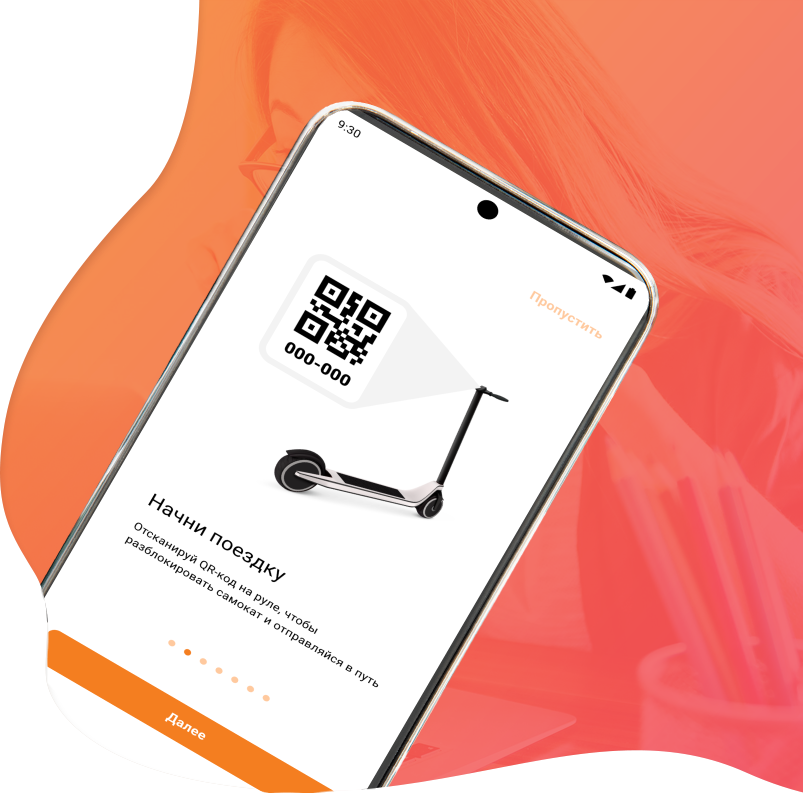 9:30
Пропустить
000-000
Начни поездку
Отсканируй QR-код на руле, чтобы
разблокировать самокат и отправляйся в путь
Далее